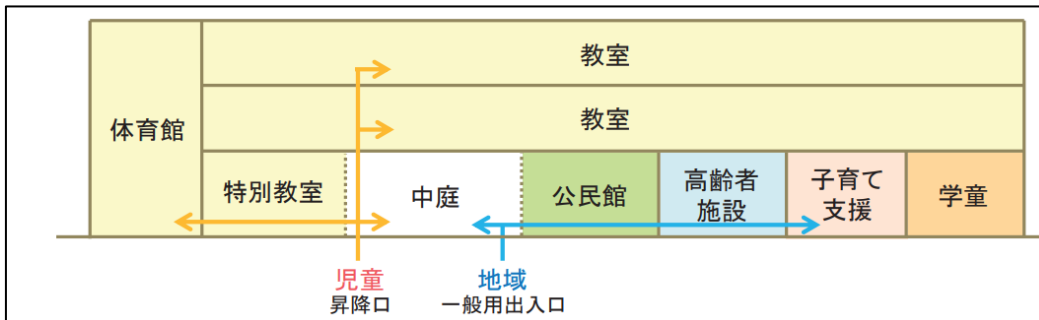 教室
教室
体育館
特別教室
中庭
公民館
高齢者
施設
子育て
支援
学童
児童
昇降口
地域
一般用出入口